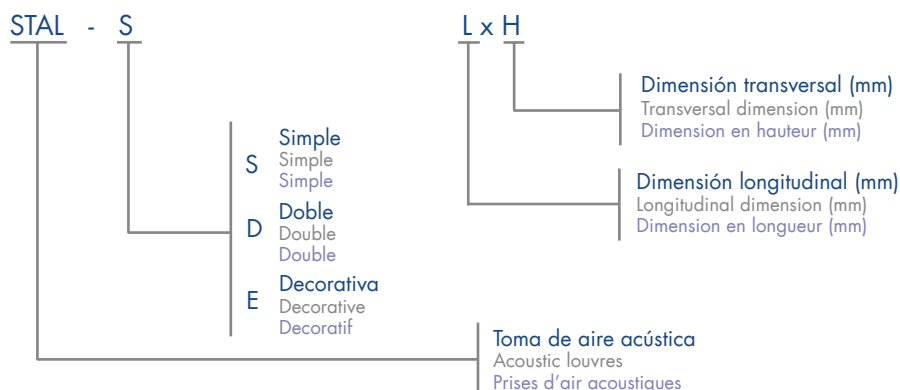 STAL - S L x H
Dimensión transversal (mm)
Transversal dimension (mm)
Dimension en hauteur (mm)
Dimensión longitudinal (mm)
Longitudinal dimension (mm)
Dimension en longueur (mm)
S
Simple
Simple
Simple
D
Doble
Double
Double
E
Decorativa
Decorative
Decoratif
Toma de aire acústica
Acoustic louvres
Prises d'air acoustiques